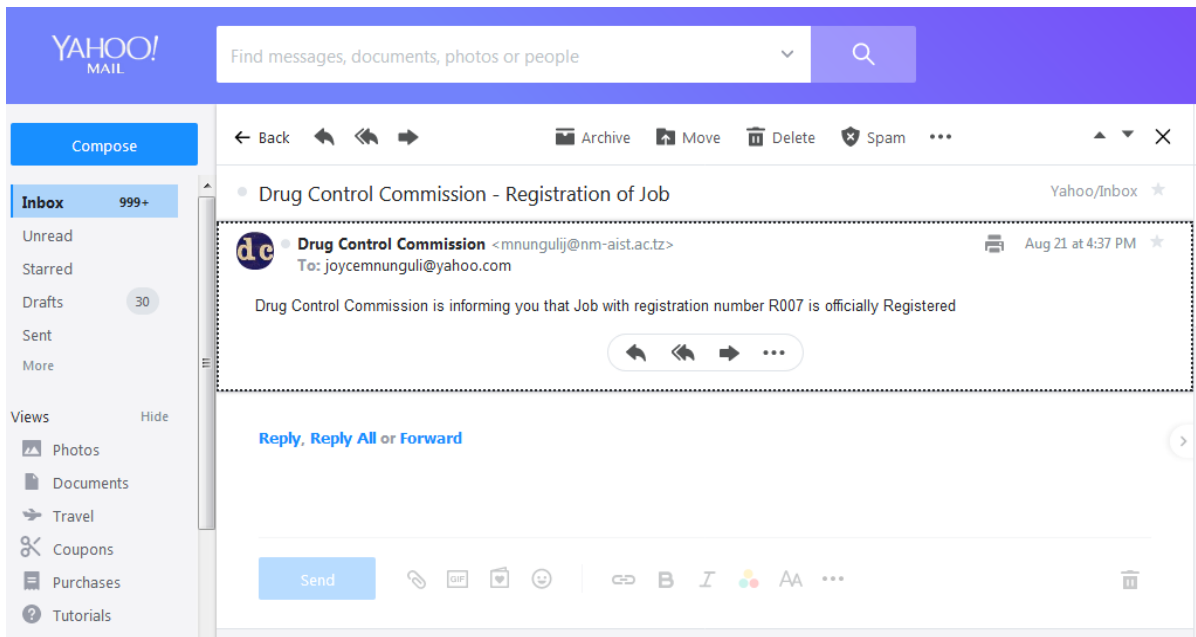 YAHOO!
MAIL
Find messages, documents, photos or people
Compose
Back
Archive
Move
Delete
Spam
Inbox 999+
Unread
Starred
Drafts 30
Sent
More
Views Hide
Photos
Documents
Travel
Coupons
Purchases
Tutorials
Drug Control Commission - Registration of Job
Yahoo/Inbox
dc
Drug Control Commission <mnungulij@nm-aist.ac.tz>
Aug 21 at 4:37 PM
To: joycemnunguli@yahoo.com
Drug Control Commission is informing you that Job with registration number R007 is officially Registered
Reply, Reply All or Forward
Send
GIF
B I AA